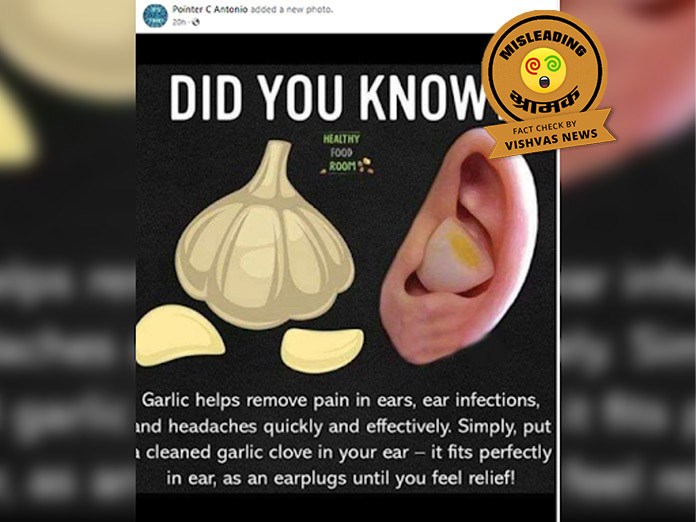 Pointer C Antonio added a new photo.
20h
MISLEADING
भ्रामक
FACT CHECK BY
VISHVAS NEWS
DID YOU KNOW
HEALTHY
FOOD
ROOM
Garlic helps remove pain in ears, ear infections,
and headaches quickly and effectively. Simply, put
a cleaned garlic clove in your ear – it fits perfectly
in ear, as an earplugs until you feel relief!